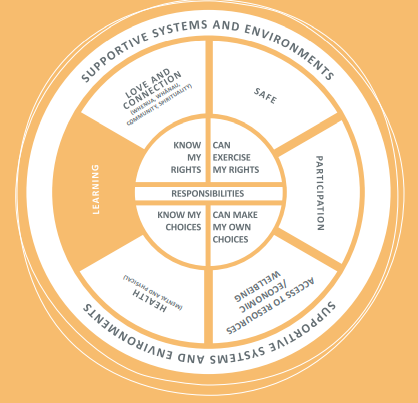 SUPPORTIVE SYSTEMS AND ENVIRONMENTS
LOVE AND
CONNECTION
(WHENUA, WHĀNAU,
COMMUNITY, SPIRITUALITY)
SAFE
LEARNING
KNOW
MY
RIGHTS
CAN
EXERCISE
MY RIGHTS
PARTICIPATION
RESPONSIBILITIES
KNOW MY
CHOICES
CAN MAKE
MY OWN
CHOICES
HEALTH
(MENTAL AND PHYSICAL)
ACCESS TO RESOURCES
/ECONOMIC
WELLBEING
SUPPORTIVE SYSTEMS AND ENVIRONMENTS